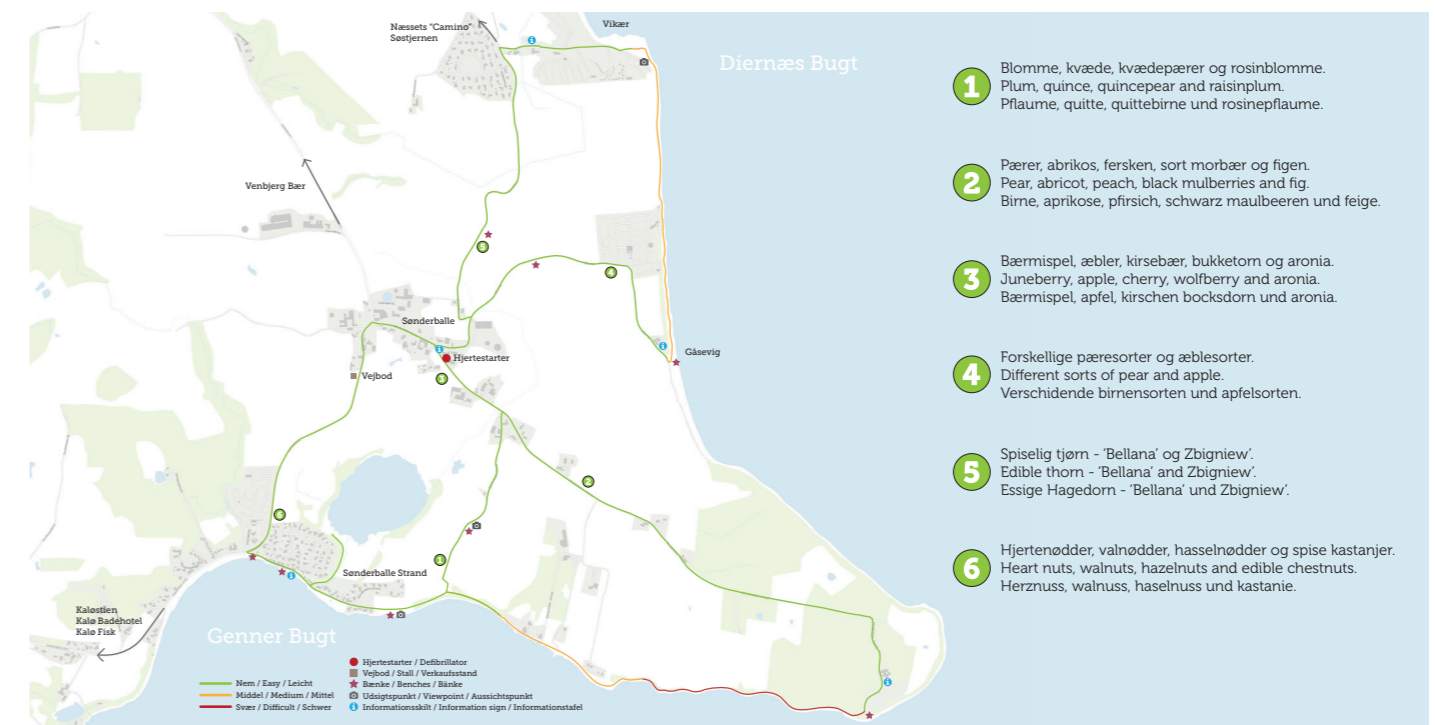 Næssets "Camino"
Søstjernen
Vikær
Diernæs Bugt
Venbjerg Bær
5
4
Sønderballe
Hjertestarter
Gåsevig
Vejbod
3
2
6
1
Sønderballe Strand
Kaløstien
Kalø Badehotel
Kalø Fisk
Genner Bugt
Nem / Easy / Leicht
Middel / Medium / Mittel
Svær / Difficult / Schwer
Hjertestarter / Defibrillator
Vejbod / Stall / Verkaufsstand
Bænke / Benches / Bänke
Udsigtspunkt / Viewpoint / Aussichtspunkt
Informationsskilt / Information sign / Informationstafel
1
Blomme, kvæde, kvædepærer og rosinblomme.
Plum, quince, quincepear and raisinplum.
Pflaume, quitte, quittebirne und rosinepflaume.
2
Pærer, abrikos, fersken, sort morbær og figen.
Pear, abricot, peach, black mulberries and fig.
Birne, aprikose, pfirsich, schwarz maulbeeren und feige.
3
Bærmispel, æbler, kirsebær, bukketorn og aronia.
Juneberry, apple, cherry, wolfberry and aronia.
Bærmispel, apfel, kirschen bocksdorn und aronia.
4
Forskellige pæresorter og æblesorter.
Different sorts of pear and apple.
Verschidende birnensorten und apfelsorten.
5
Spiselig tjørn - 'Bellana' og Zbigniew'.
Edible thorn - 'Bellana' and Zbigniew'.
Essige Hagedorn - 'Bellana' und Zbigniew'.
6
Hjertenødder, valnødder, hasselnødder og spise kastanjer.
Heart nuts, walnuts, hazelnuts and edible chestnuts.
Herznuss, walnuss, haselnuss und kastanie.